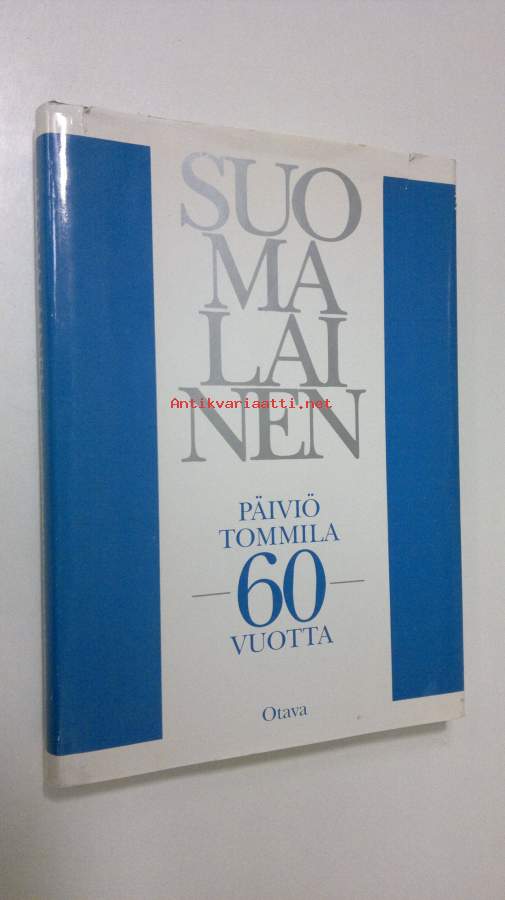 SUO
MA
LAI
NEN
Antikvariaatti.net
PÄIVIÖ
TOMMILA
60
VUOTTA
Otava